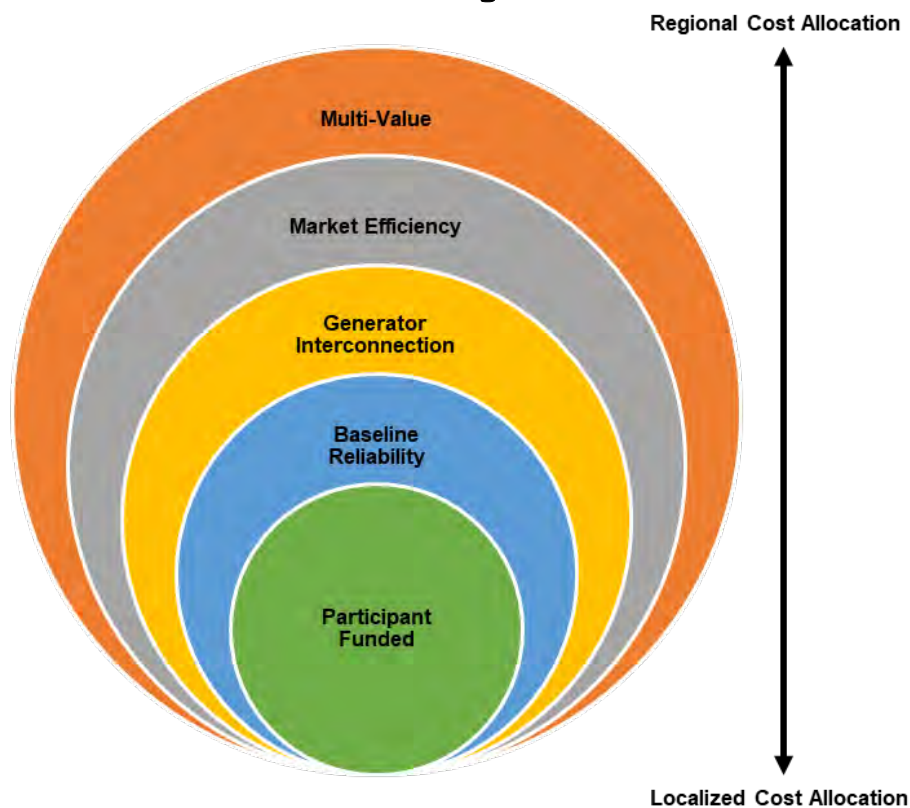 Regional Cost Allocation
Multi-Value
Market Efficiency
Generator
Interconnection
Baseline
Reliability
Participant
Funded
Localized Cost Allocation